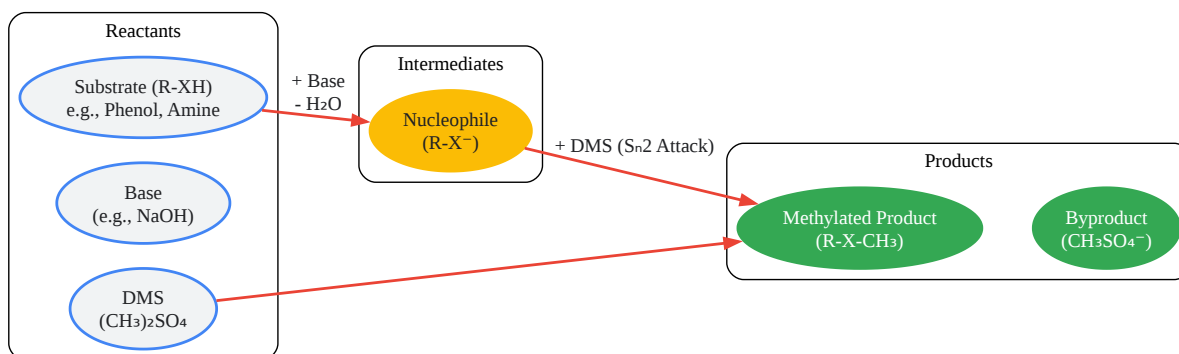 Reactants
Substrate (R-XH)
e.g., Phenol, Amine
Base
(e.g., NaOH)
DMS
(CH₃)₂SO₄
+ Base
- H₂O
Intermediates
Nucleophile
(R-X⁻)
+ DMS (Sₙ2 Attack)
Products
Methylated Product
(R-X-CH₃)
Byproduct
(CH₃SO₄⁻)